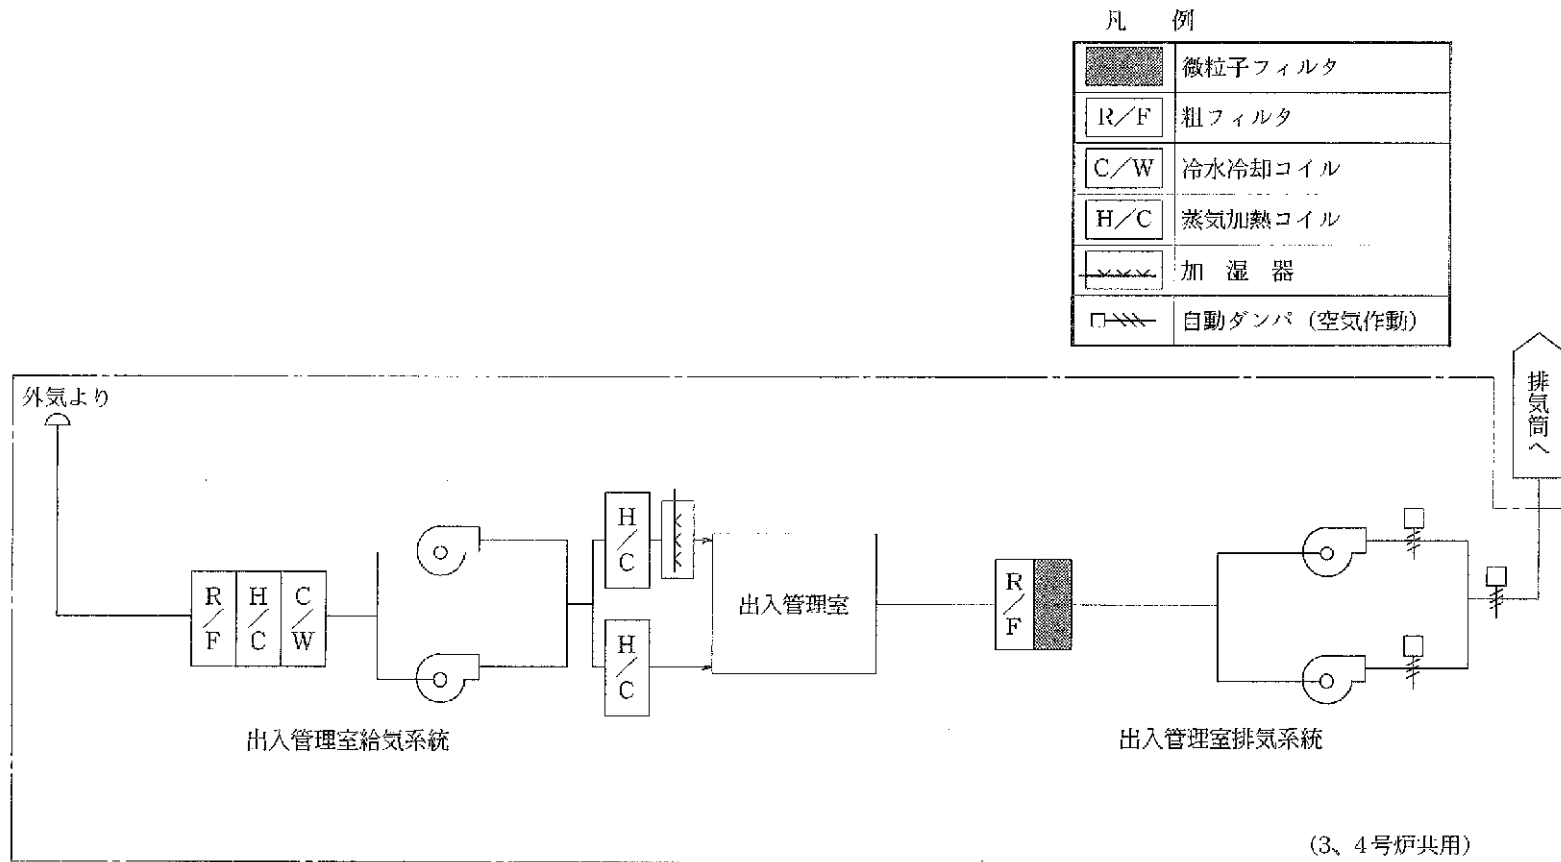 凡 例
微粒子フィルタ
R/F 粗フィルタ
C/W 冷水冷却コイル
H/C 蒸気加熱コイル
加 湿 器
自動ダンパ (空気作動)
排気筒へ
外気より
R/F
H/C
C/W
H/C
H/C
出入管理室
R/F
出入管理室給気系統
出入管理室排気系統
(3、4号炉共用)